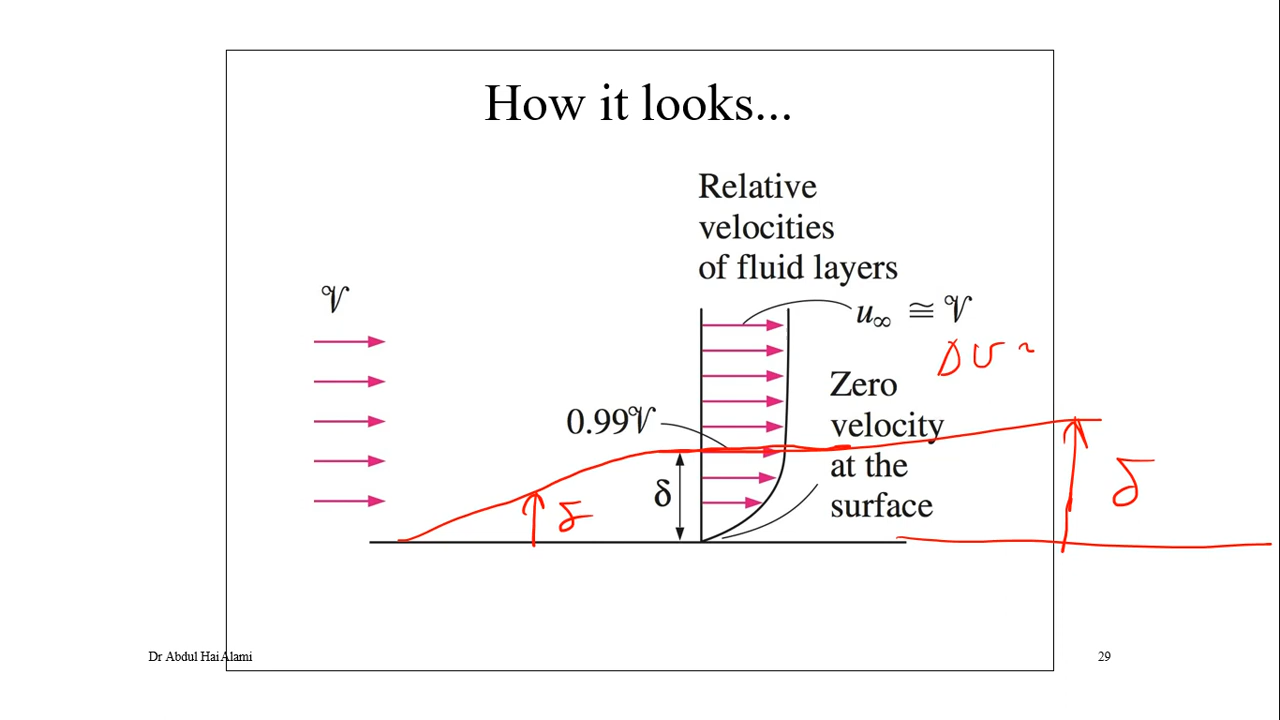 How it looks...
Relative
velocities
of fluid layers
𝒱
u∞ ≅ 𝒱
ΔU ~
Zero
velocity
at the
surface
0.99𝒱
δ
δ
δ
Dr Abdul Hai Alami
29